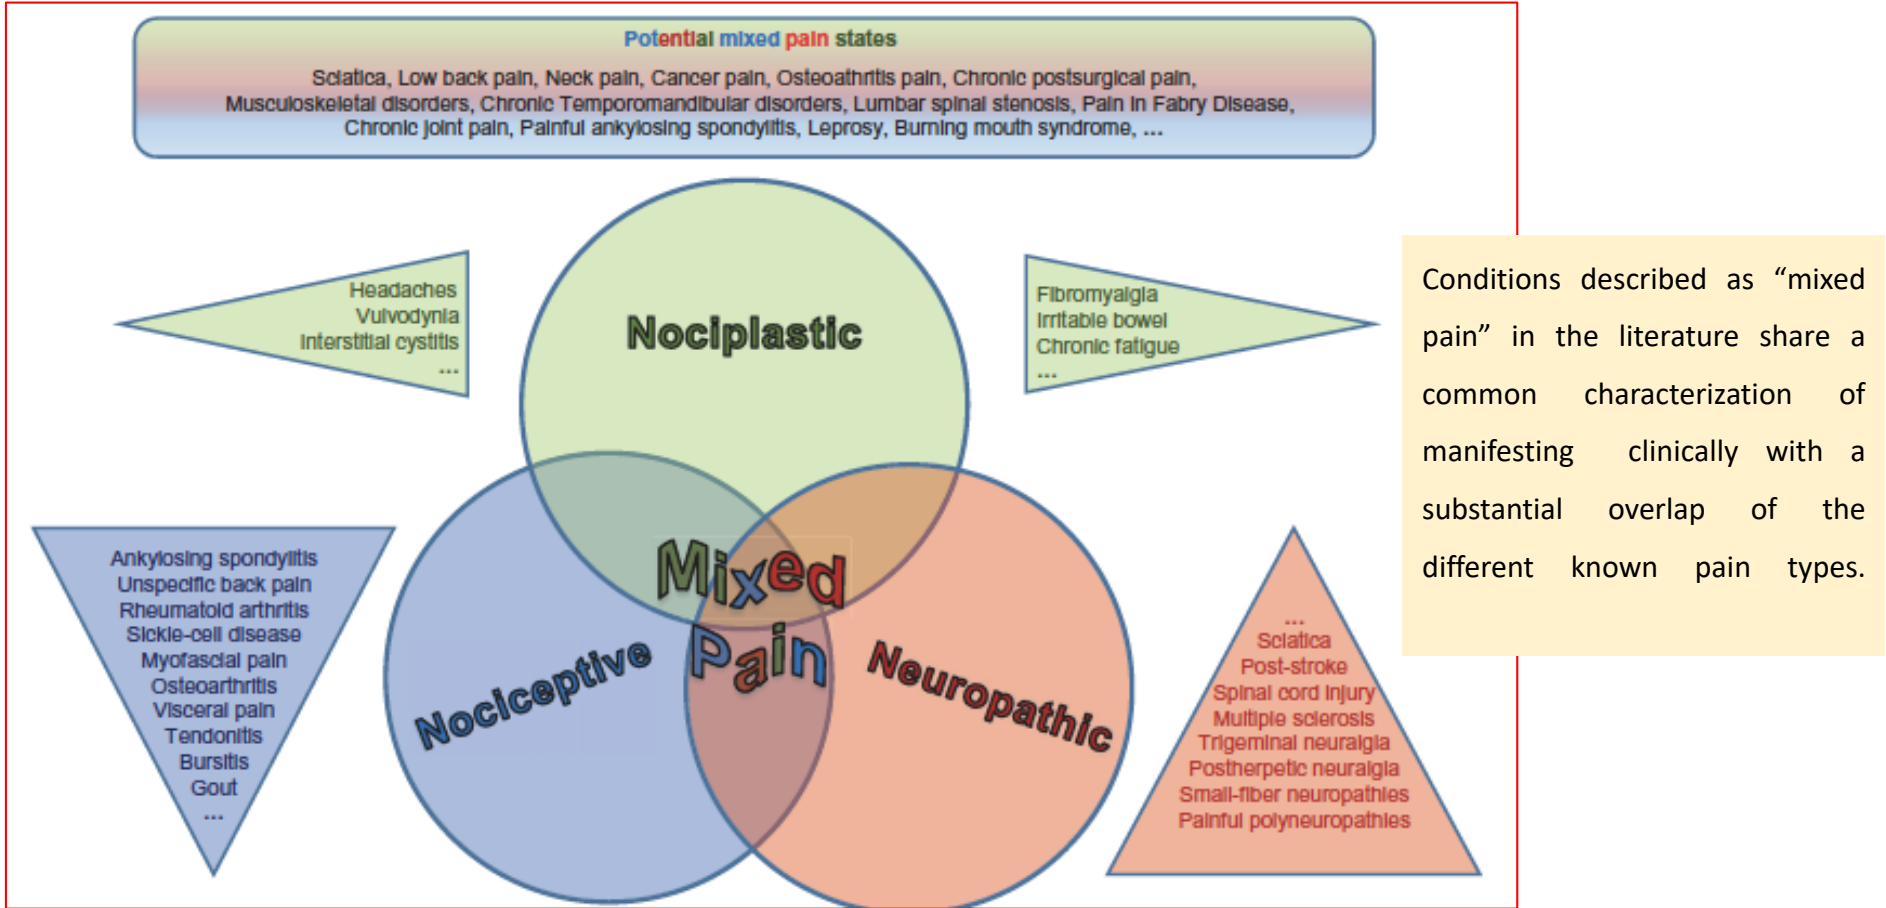 Potential mixed pain states
Sciatica, Low back pain, Neck pain, Cancer pain, Osteoathritis pain, Chronic postsurgical pain,
Musculoskeletal disorders, Chronic Temporomandibular disorders, Lumbar spinal stenosis, Pain in Fabry Disease,
Chronic joint pain, Painful ankylosing spondylitis, Leprosy, Burning mouth syndrome, ...
Headaches
Vulvodynia
Interstitial cystitis
...
Nociplastic
Fibromyalgia
Irritable bowel
Chronic fatigue
...
Conditions described as “mixed
pain” in the literature share a
common characterization of
manifesting clinically with a
substantial overlap of the
different known pain types.
Ankylosing spondylitis
Unspecific back pain
Rheumatoid arthritis
Sickle-cell disease
Myofascial pain
Osteoarthritis
Visceral pain
Tendonitis
Bursitis
Gout
...
Mixed
Pain
Nociceptive
Neuropathic
...
Sciatica
Post-stroke
Spinal cord injury
Multiple sclerosis
Trigeminal neuralgia
Postherpetic neuralgia
Small-fiber neuropathies
Painful polyneuropathies